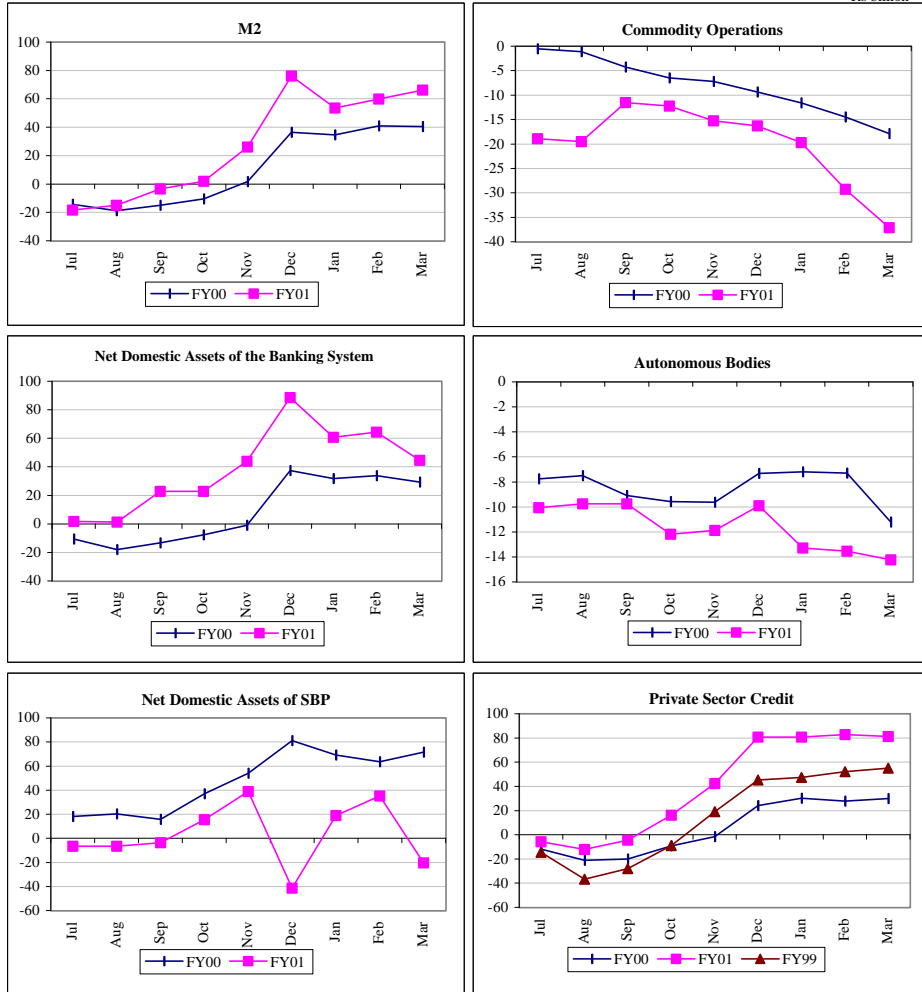 M2
100
80
60
40
20
0
-20
-40
Jul Aug Sep Oct Nov Dec Jan Feb Mar
FY00 FY01
Commodity Operations
0
-5
-10
-15
-20
-25
-30
-35
-40
Jul Aug Sep Oct Nov Dec Jan Feb Mar
FY00 FY01
Net Domestic Assets of the Banking System
100
80
60
40
20
0
-20
-40
Jul Aug Sep Oct Nov Dec Jan Feb Mar
FY00 FY01
Autonomous Bodies
0
-2
-4
-6
-8
-10
-12
-14
-16
Jul Aug Sep Oct Nov Dec Jan Feb Mar
FY00 FY01
Net Domestic Assets of SBP
100
80
60
40
20
0
-20
-40
-60
Jul Aug Sep Oct Nov Dec Jan Feb Mar
FY00 FY01
Private Sector Credit
100
80
60
40
20
0
-20
-40
-60
Jul Aug Sep Oct Nov Dec Jan Feb Mar
FY00 FY01 FY99